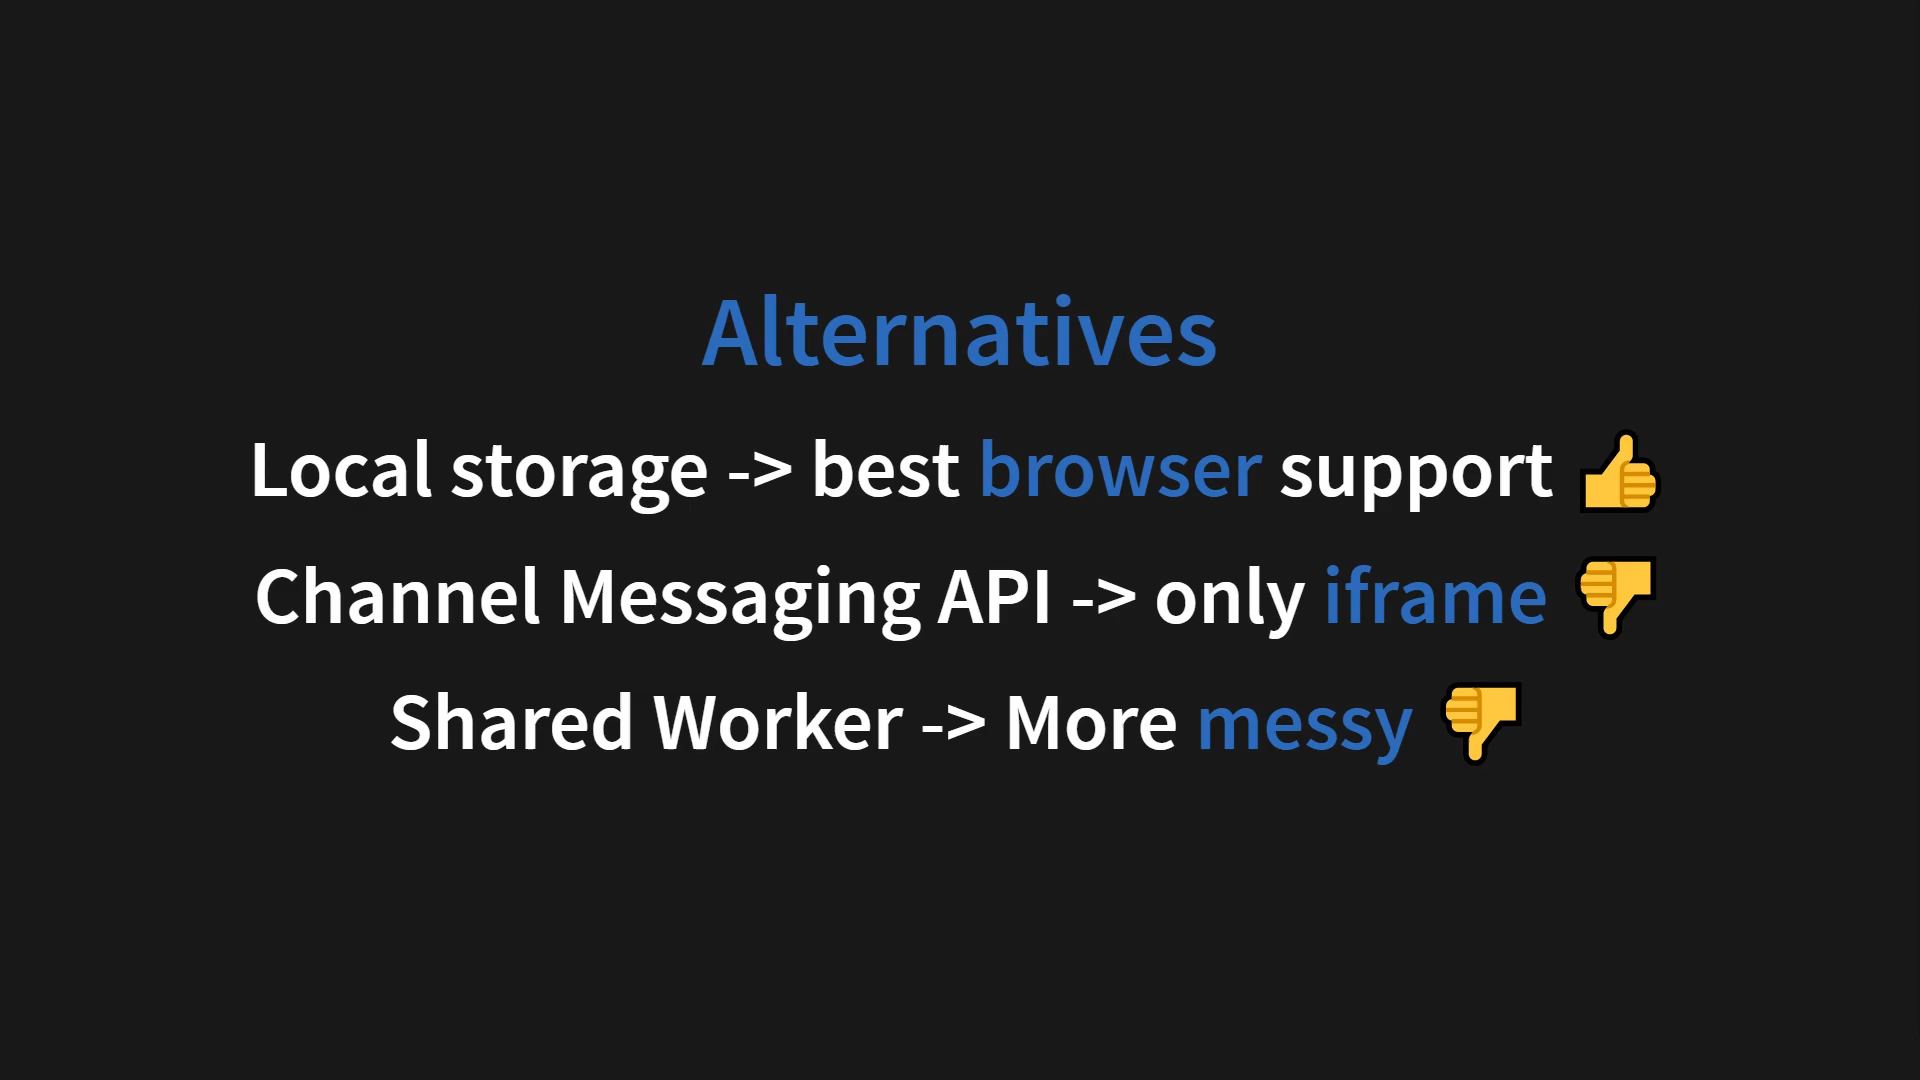 Alternatives
Local storage -> best browser support 👍
Channel Messaging API -> only iframe 👎
Shared Worker -> More messy 👎